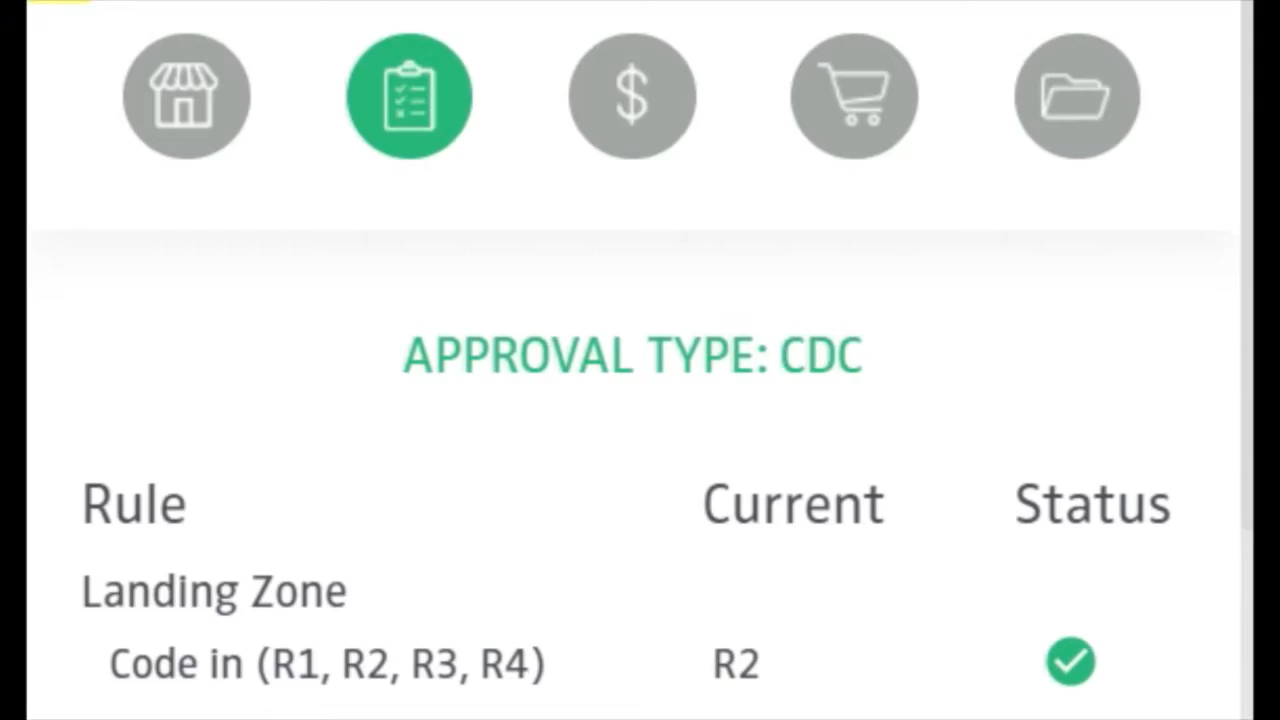 APPROVAL TYPE: CDC
Rule Current Status
Landing Zone
Code in (R1, R2, R3, R4) R2